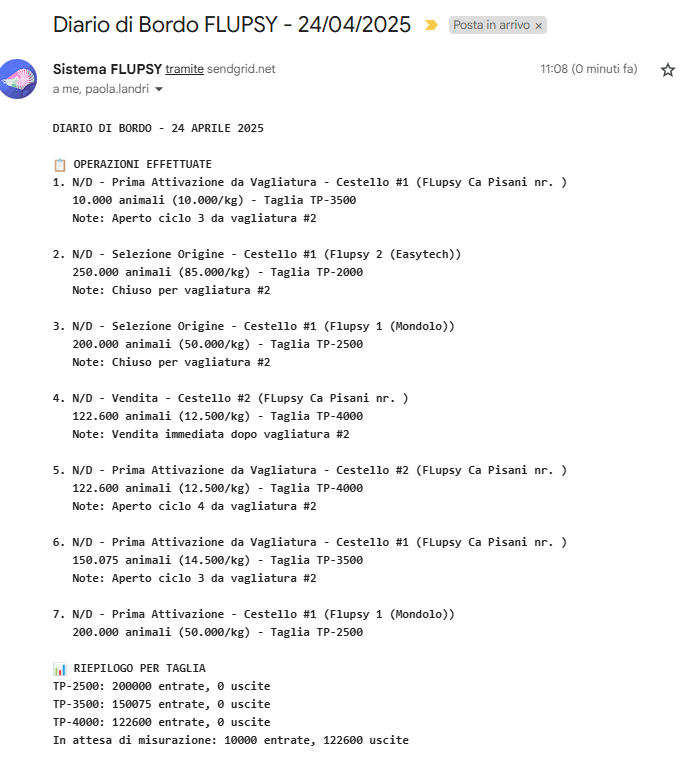 Diario di Bordo FLUPSY - 24/04/2025 Posta in arrivo ×
Sistema FLUPSY tramite sendgrid.net 11:08 (0 minuti fa)
a me, paola.landri
DIARIO DI BORDO - 24 APRILE 2025
📋 OPERAZIONI EFFETTUATE
1. N/D - Prima Attivazione da Vagliatura - Cestello #1 (FLupsy Ca Pisani nr. )
10.000 animali (10.000/kg) - Taglia TP-3500
Note: Aperto ciclo 3 da vagliatura #2
2. N/D - Selezione Origine - Cestello #1 (Flupsy 2 (Easytech))
250.000 animali (85.000/kg) - Taglia TP-2000
Note: Chiuso per vagliatura #2
3. N/D - Selezione Origine - Cestello #1 (Flupsy 1 (Mondolo))
200.000 animali (50.000/kg) - Taglia TP-2500
Note: Chiuso per vagliatura #2
4. N/D - Vendita - Cestello #2 (FLupsy Ca Pisani nr. )
122.600 animali (12.500/kg) - Taglia TP-4000
Note: Vendita immediata dopo vagliatura #2
5. N/D - Prima Attivazione da Vagliatura - Cestello #2 (FLupsy Ca Pisani nr. )
122.600 animali (12.500/kg) - Taglia TP-4000
Note: Aperto ciclo 4 da vagliatura #2
6. N/D - Prima Attivazione da Vagliatura - Cestello #1 (FLupsy Ca Pisani nr. )
150.075 animali (14.500/kg) - Taglia TP-3500
Note: Aperto ciclo 3 da vagliatura #2
7. N/D - Prima Attivazione - Cestello #1 (Flupsy 1 (Mondolo))
200.000 animali (50.000/kg) - Taglia TP-2500
📊 RIEPILOGO PER TAGLIA
TP-2500: 200000 entrate, 0 uscite
TP-3500: 150075 entrate, 0 uscite
TP-4000: 122600 entrate, 0 uscite
In attesa di misurazione: 10000 entrate, 122600 uscite